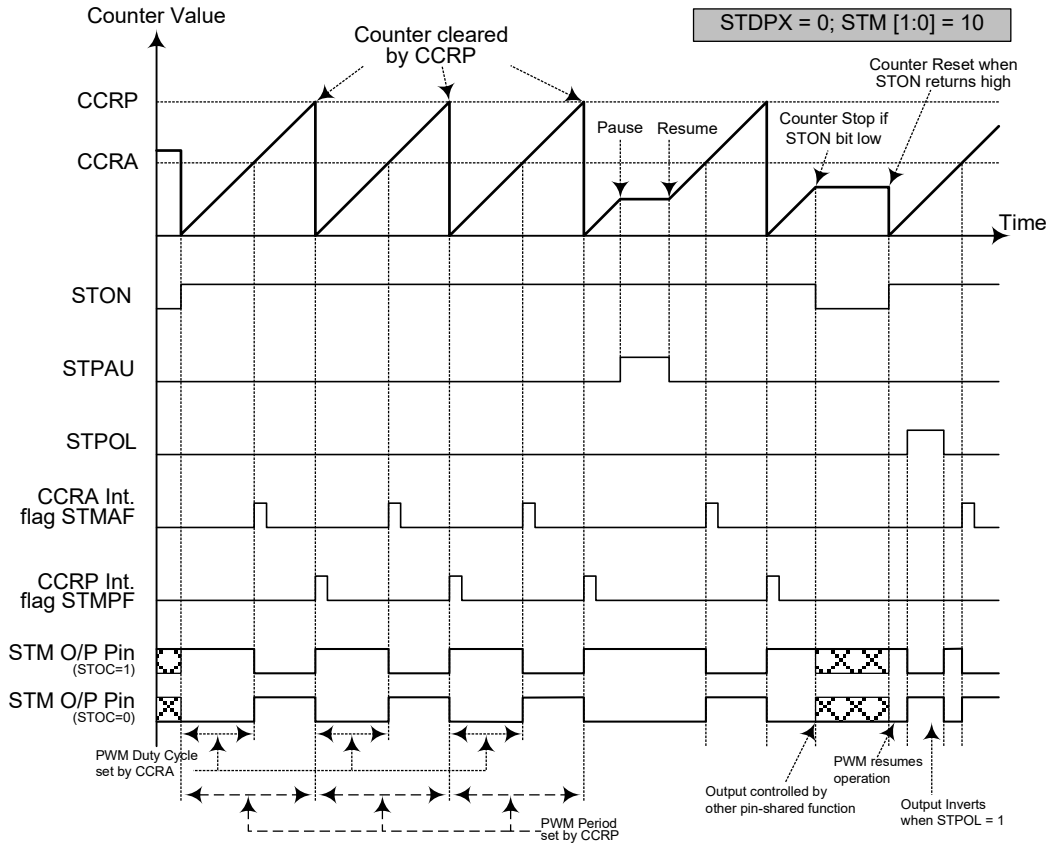 Counter Value
STDPX = 0; STM [1:0] = 10
Counter cleared
by CCRP
Counter Reset when
STON returns high
CCRP
Pause
Resume
Counter Stop if
STON bit low
CCRA
Time
STON
STPAU
STPOL
CCRA Int.
flag STMAF
CCRP Int.
flag STMPF
STM O/P Pin
(STOC=1)
STM O/P Pin
(STOC=0)
PWM Duty Cycle
set by CCRA
PWM resumes
operation
Output controlled by
other pin-shared function
Output Inverts
when STPOL = 1
PWM Period
set by CCRP